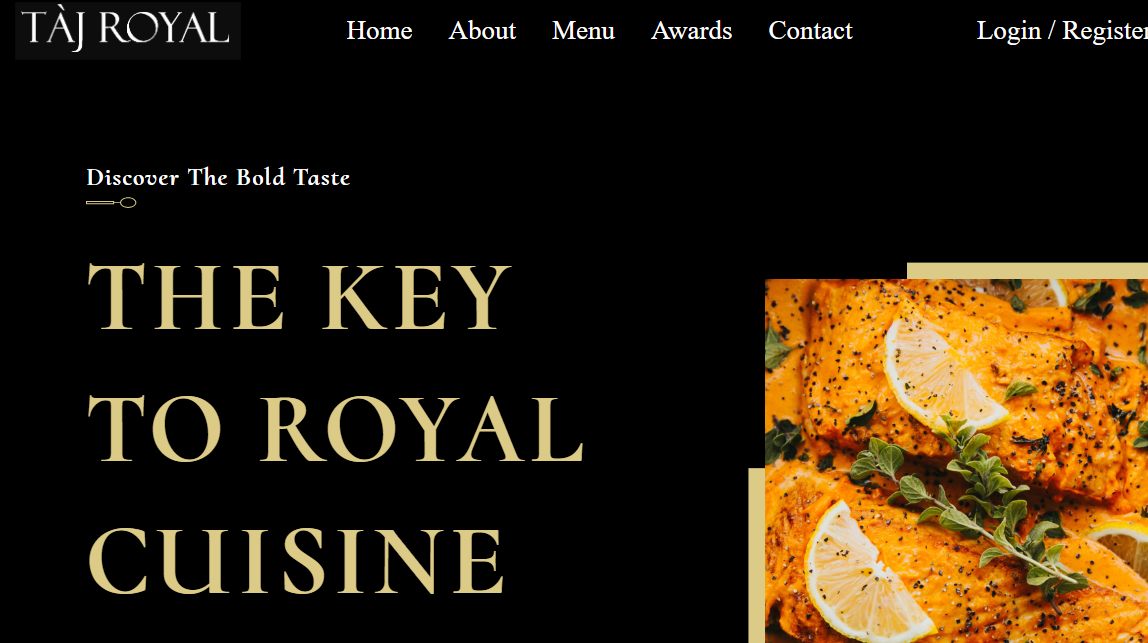 TÀJ ROYAL
Home About Menu Awards Contact Login / Register
Discover The Bold Taste
THE KEY
TO ROYAL
CUISINE